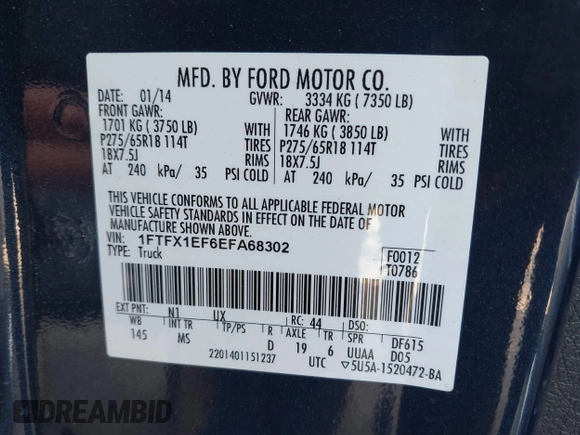 MFD. BY FORD MOTOR CO.
DATE: 01/14 GVWR: 3334 KG ( 7350 LB)
FRONT GAWR: REAR GAWR:
1701 KG ( 3750 LB) WITH 1746 KG ( 3850 LB) WITH
P275/65R18 114T TIRES P275/65R18 114T TIRES
18X7.5J RIMS 18X7.5J RIMS
AT 240 kPa/ 35 PSI COLD AT 240 kPa/ 35 PSI COLD
THIS VEHICLE CONFORMS TO ALL APPLICABLE FEDERAL MOTOR
VEHICLE SAFETY STANDARDS IN EFFECT ON THE DATE OF
MANUFACTURE SHOWN ABOVE.
VIN: 1FTFX1EF6EFA68302 F0012
TYPE: Truck T0786
EXT PNT: N1 UX RC: 44 DSO:
WB INT TR TP/PS R AXLE TR SPR DF615
145 MS D 19 6 UUAA D05
2201401151237 UTC ▽5U5A-1520472-BA
DREAMBID